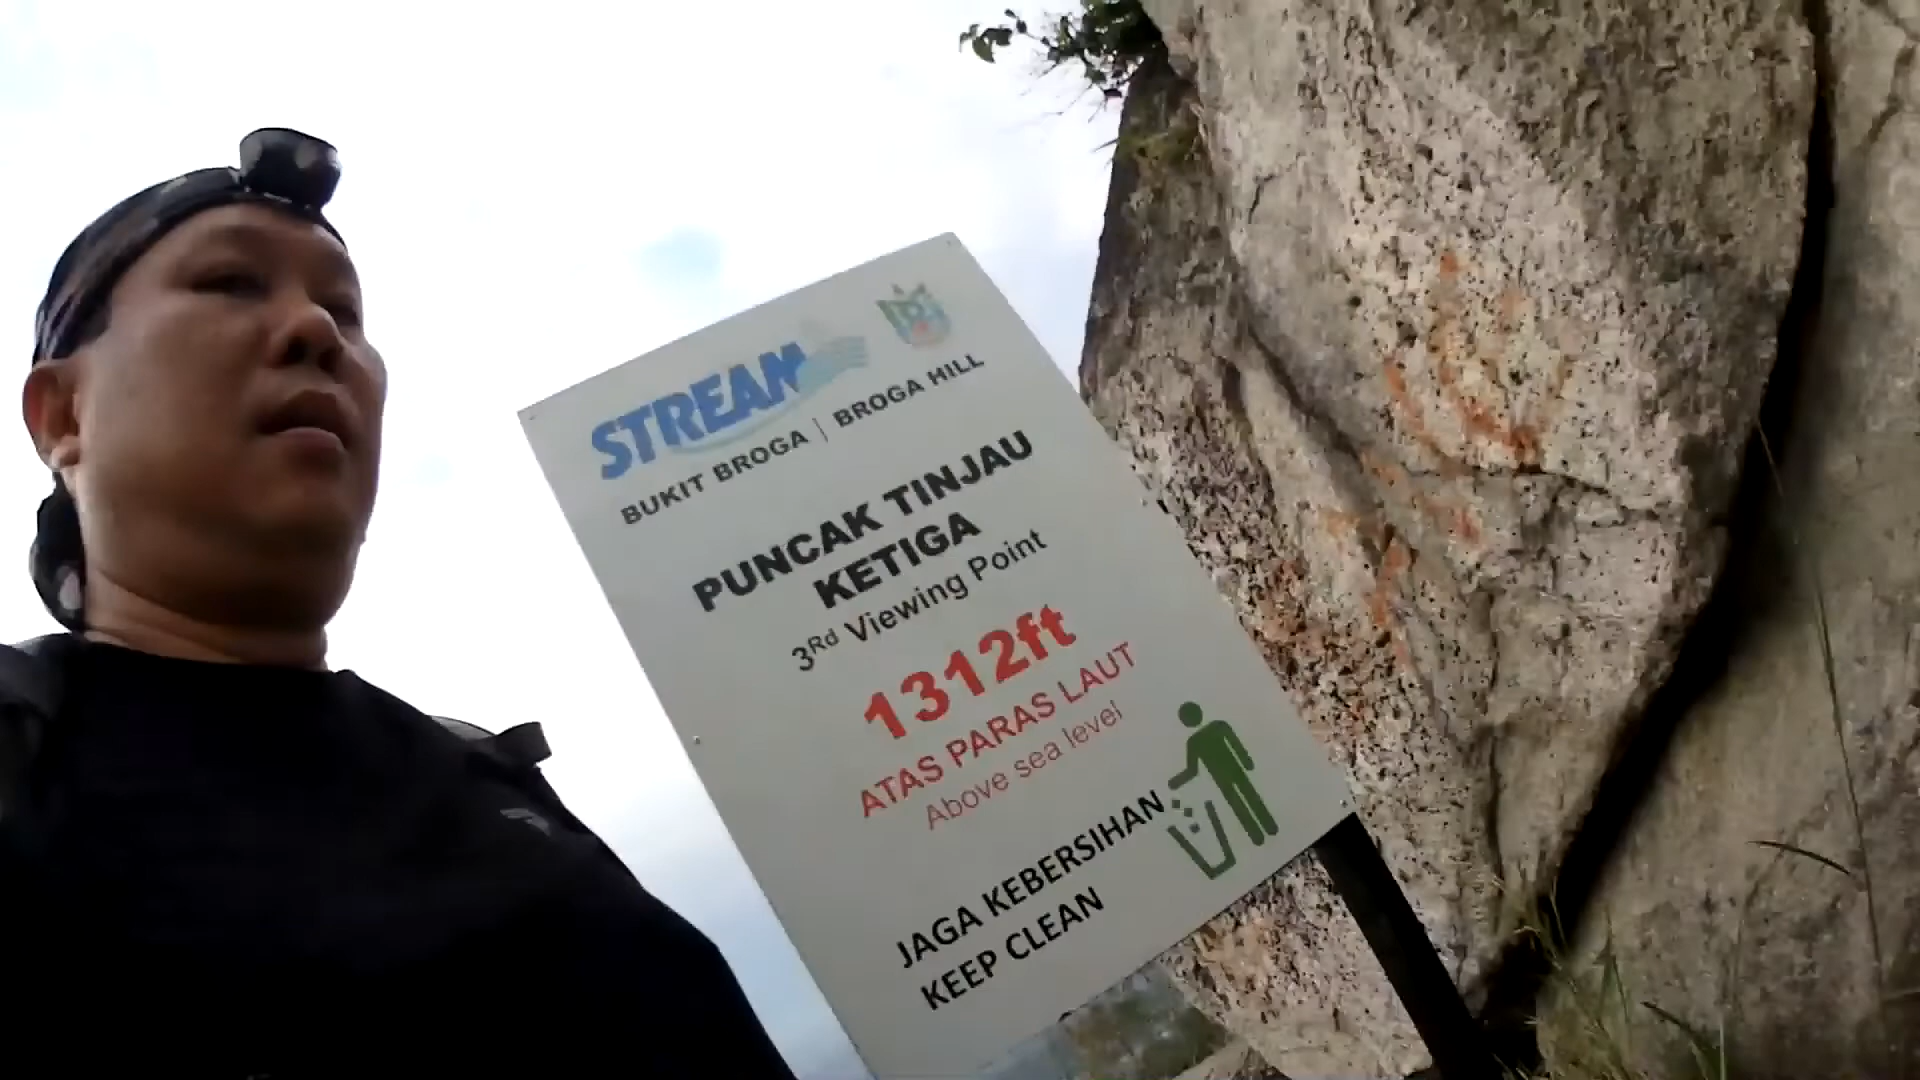 STREAM
BUKIT BROGA | BROGA HILL
PUNCAK TINJAU
KETIGA
3Rd Viewing Point
1312ft
ATAS PARAS LAUT
Above sea level
JAGA KEBERSIHAN
KEEP CLEAN